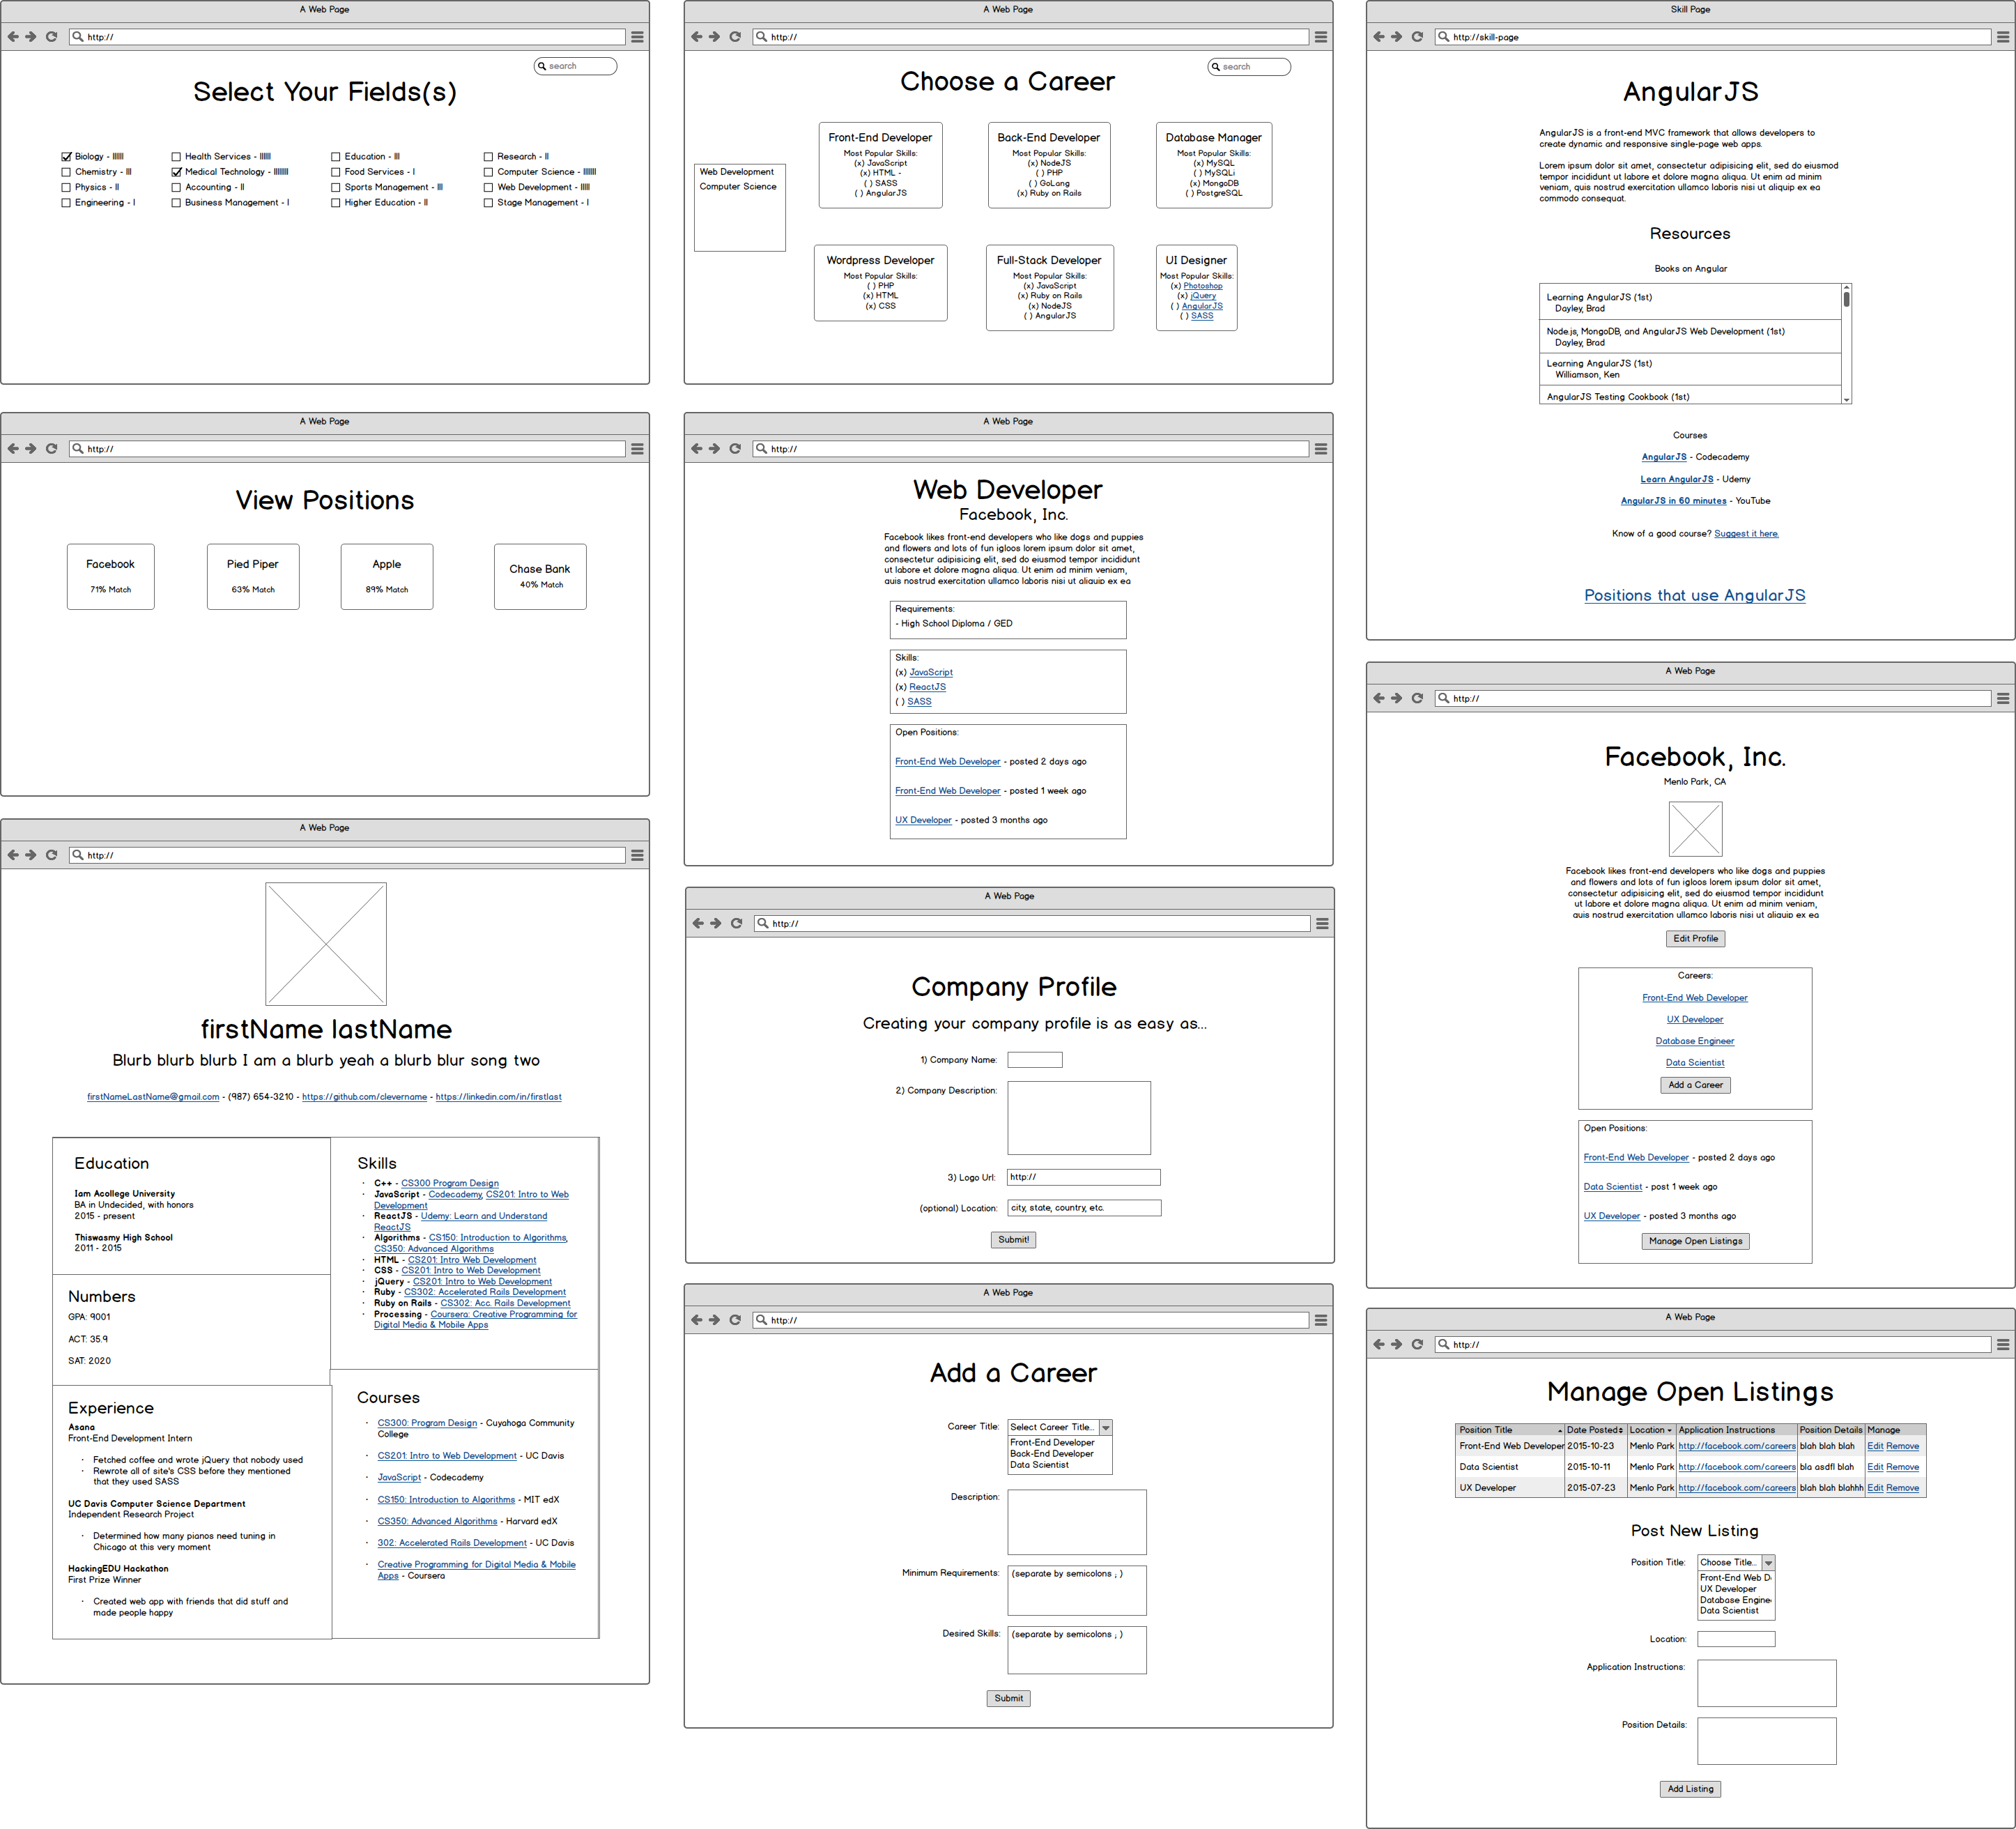 A Web Page
http://
search
Select Your Fields(s)
Biology - IIIIII
Health Services - IIIIII
Education - III
Research - II
Chemistry - III
Medical Technology - IIIIIIII
Food Services - I
Computer Science - IIIIIII
Physics - II
Accounting - II
Sports Management - III
Web Development - IIIII
Engineering - I
Business Management - I
Higher Education - II
Stage Management - I
A Web Page
http://
View Positions
Facebook
71% Match
Pied Piper
63% Match
Apple
89% Match
Chase Bank
40% Match
A Web Page
http://
firstName lastName
Blurb blurb blurb I am a blurb yeah a blurb blur song two
firstNameLastName@gmail.com - (987) 654-3210 - https://github.com/clevername - https://linkedin.com/in/firstlast
Education
Iam Acollege University
BA in Undecided, with honors
2015 - present
Thiswasmy High School
2011 - 2015
Numbers
GPA: 9001
ACT: 35.9
SAT: 2020
Experience
Asana
Front-End Development Intern
· Fetched coffee and wrote jQuery that nobody used
· Rewrote all of site's CSS before they mentioned
that they used SASS
UC Davis Computer Science Department
Independent Research Project
· Determined how many pianos need tuning in
Chicago at this very moment
HackingEDU Hackathon
First Prize Winner
· Created web app with friends that did stuff and
made people happy
Skills
· C++ - CS300 Program Design
· JavaScript - Codecademy, CS201: Intro to Web
Development
· ReactJS - Udemy: Learn and Understand
ReactJS
· Algorithms - CS150: Introduction to Algorithms,
CS350: Advanced Algorithms
· HTML - CS201: Intro Web Development
· CSS - CS201: Intro to Web Development
· jQuery - CS201: Intro to Web Development
· Ruby - CS302: Accelerated Rails Development
· Ruby on Rails - CS302: Acc. Rails Development
· Processing - Coursera: Creative Programming for
Digital Media & Mobile Apps
Courses
· CS300: Program Design - Cuyahoga Community
College
· CS201: Intro to Web Development - UC Davis
· JavaScript - Codecademy
· CS150: Introduction to Algorithms - MIT edX
· CS350: Advanced Algorithms - Harvard edX
· 302: Accelerated Rails Development - UC Davis
· Creative Programming for Digital Media & Mobile
Apps - Coursera
A Web Page
http://
search
Choose a Career
Web Development
Computer Science
Front-End Developer
Most Popular Skills:
(x) JavaScript
(x) HTML -
( ) SASS
( ) AngularJS
Back-End Developer
Most Popular Skills:
(x) NodeJS
( ) PHP
( ) GoLang
(x) Ruby on Rails
Database Manager
Most Popular Skills:
(x) MySQL
( ) MySQLi
(x) MongoDB
( ) PostgreSQL
Wordpress Developer
Most Popular Skills:
( ) PHP
(x) HTML
(x) CSS
Full-Stack Developer
Most Popular Skills:
(x) JavaScript
(x) Ruby on Rails
(x) NodeJS
( ) AngularJS
UI Designer
Most Popular Skills:
(x) Photoshop
(x) jQuery
( ) AngularJS
( ) SASS
A Web Page
http://
Web Developer
Facebook, Inc.
Facebook likes front-end developers who like dogs and puppies
and flowers and lots of fun igloos lorem ipsum dolor sit amet,
consectetur adipisicing elit, sed do eiusmod tempor incididunt
ut labore et dolore magna aliqua. Ut enim ad minim veniam,
quis nostrud exercitation ullamco laboris nisi ut aliquip ex ea
Requirements:
- High School Diploma / GED
Skills:
(x) JavaScript
(x) ReactJS
( ) SASS
Open Positions:
Front-End Web Developer - posted 2 days ago
Front-End Web Developer - posted 1 week ago
UX Developer - posted 3 months ago
A Web Page
http://
Company Profile
Creating your company profile is as easy as...
1) Company Name:
2) Company Description:
3) Logo Url:
http://
(optional) Location:
city, state, country, etc.
Submit!
A Web Page
http://
Add a Career
Career Title:
Select Career Title...
Front-End Developer
Back-End Developer
Data Scientist
Description:
Minimum Requirements:
(separate by semicolons ; )
Desired Skills:
(separate by semicolons ; )
Submit
Skill Page
http://skill-page
AngularJS
AngularJS is a front-end MVC framework that allows developers to
create dynamic and responsive single-page web apps.
Lorem ipsum dolor sit amet, consectetur adipisicing elit, sed do eiusmod
tempor incididunt ut labore et dolore magna aliqua. Ut enim ad minim
veniam, quis nostrud exercitation ullamco laboris nisi ut aliquip ex ea
commodo consequat.
Resources
Books on Angular
Learning AngularJS (1st)
Dayley, Brad
Node.js, MongoDB, and AngularJS Web Development (1st)
Dayley, Brad
Learning AngularJS (1st)
Williamson, Ken
AngularJS Testing Cookbook (1st)
Courses
AngularJS - Codecademy
Learn AngularJS - Udemy
AngularJS in 60 minutes - YouTube
Know of a good course? Suggest it here.
Positions that use AngularJS
A Web Page
http://
Facebook, Inc.
Menlo Park, CA
Facebook likes front-end developers who like dogs and puppies
and flowers and lots of fun igloos lorem ipsum dolor sit amet,
consectetur adipisicing elit, sed do eiusmod tempor incididunt
ut labore et dolore magna aliqua. Ut enim ad minim veniam,
quis nostrud exercitation ullamco laboris nisi ut aliquip ex ea
Edit Profile
Careers:
Front-End Web Developer
UX Developer
Database Engineer
Data Scientist
Add a Career
Open Positions:
Front-End Web Developer - posted 2 days ago
Data Scientist - post 1 week ago
UX Developer - posted 3 months ago
Manage Open Listings
A Web Page
http://
Manage Open Listings
Position Title Date Posted Location Application Instructions Position Details Manage
Front-End Web Developer 2015-10-23 Menlo Park http://facebook.com/careers blah blah blah Edit Remove
Data Scientist 2015-10-11 Menlo Park http://facebook.com/careers bla asdfl blah Edit Remove
UX Developer 2015-07-23 Menlo Park http://facebook.com/careers blah blah blahhh Edit Remove
Post New Listing
Position Title:
Choose Title...
Front-End Web D
UX Developer
Database Engine
Data Scientist
Location:
Application Instructions:
Position Details:
Add Listing